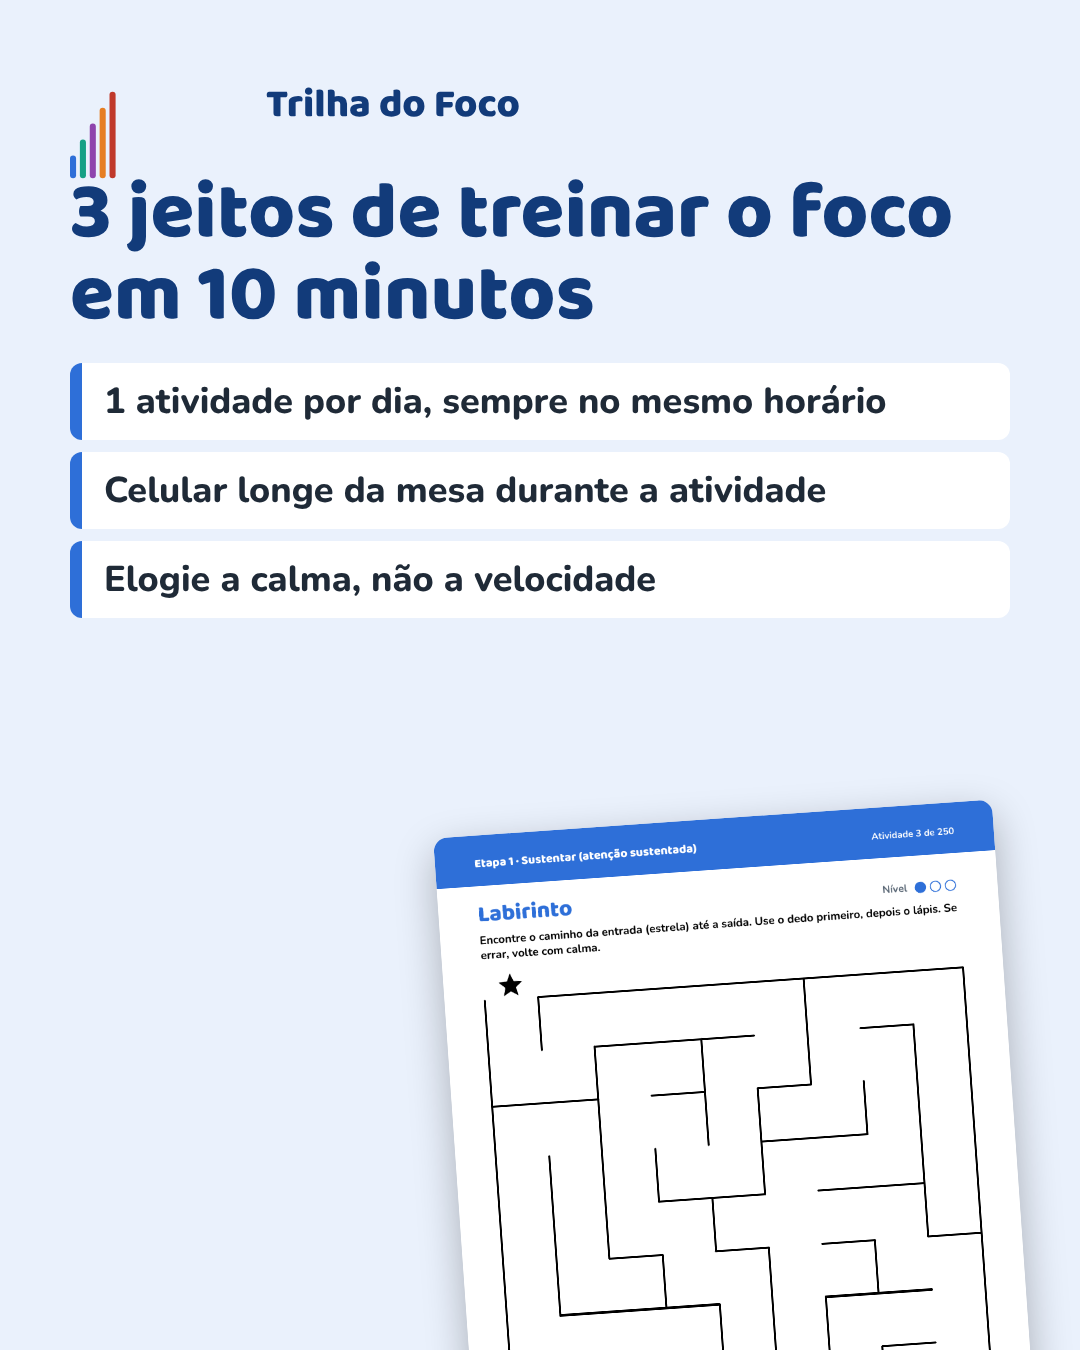 Trilha do Foco
3 jeitos de treinar o foco
em 10 minutos
1 atividade por dia, sempre no mesmo horário
Celular longe da mesa durante a atividade
Elogie a calma, não a velocidade
Etapa 1 · Sustentar (atenção sustentada)
Atividade 3 de 250
Labirinto
Nível
Encontre o caminho da entrada (estrela) até a saída. Use o dedo primeiro, depois o lápis. Se
errar, volte com calma.